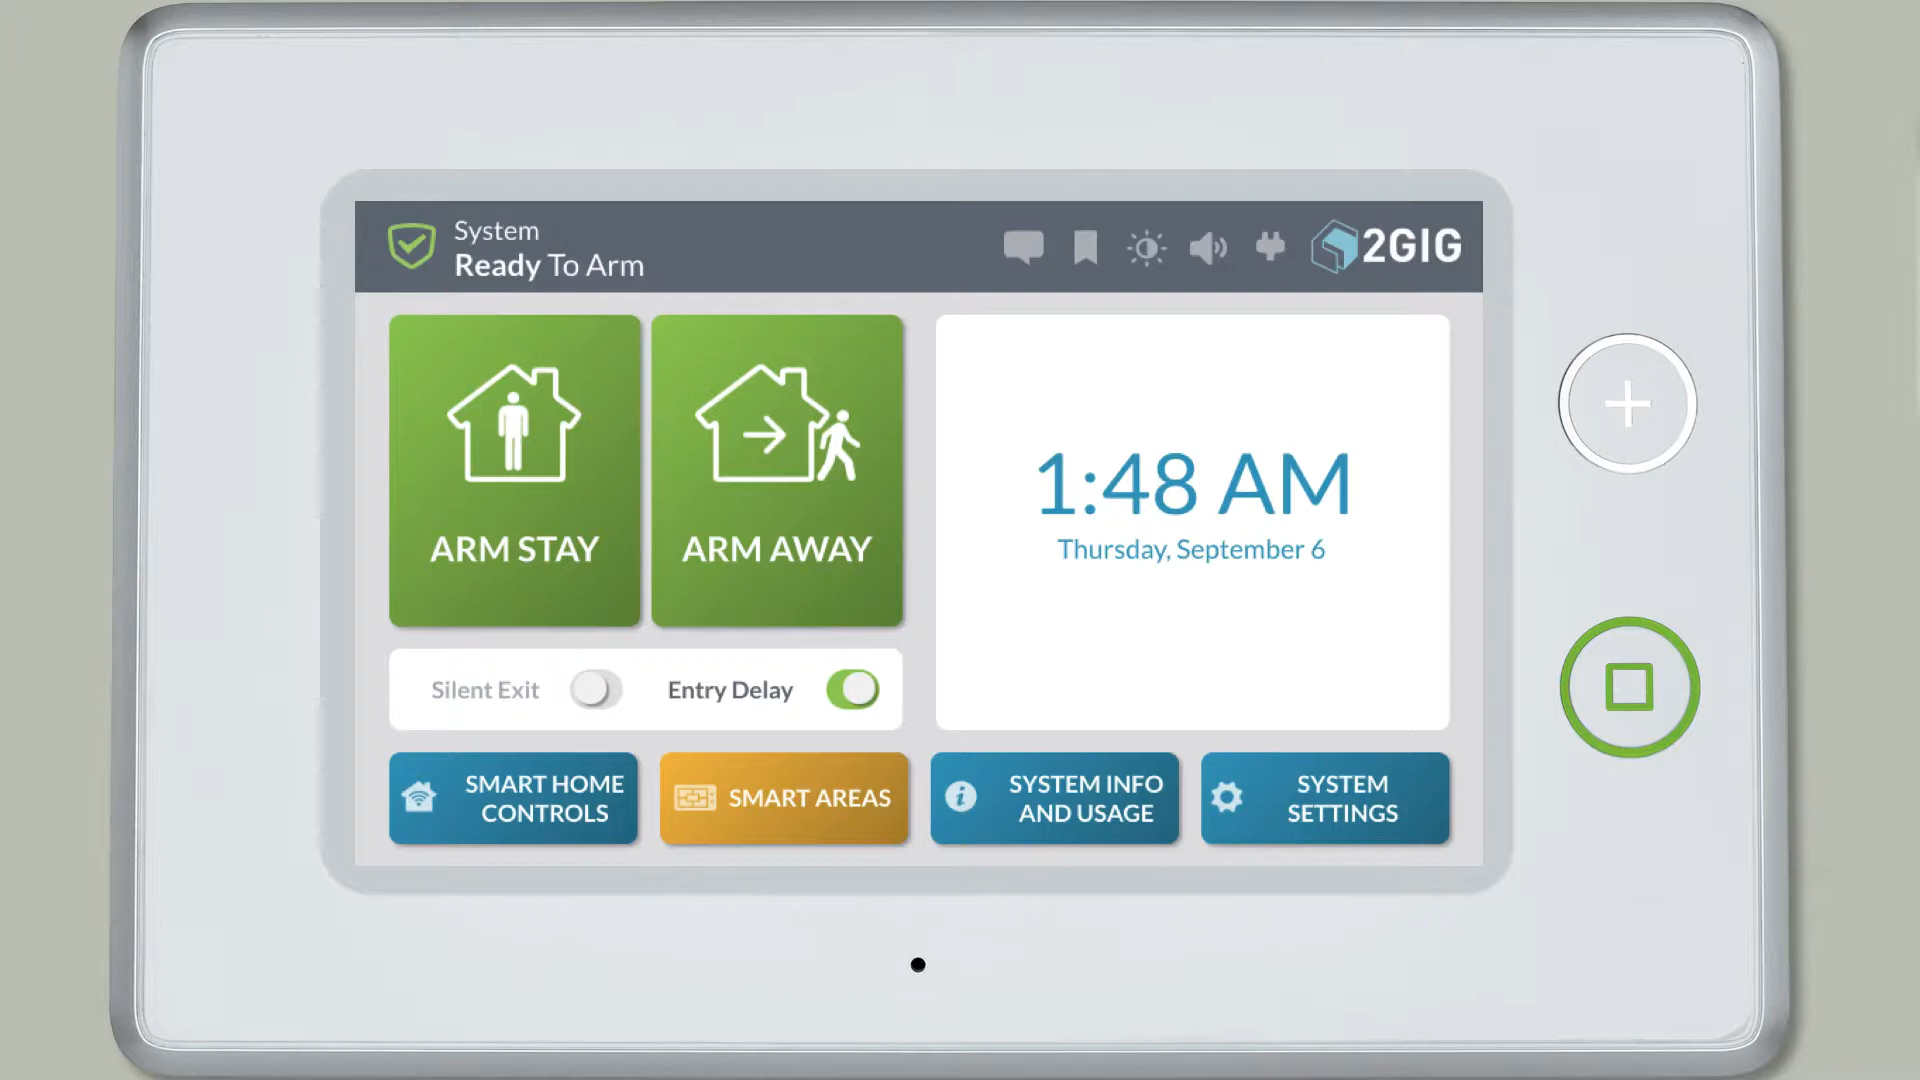 System
Ready To Arm
2GIG
ARM STAY
ARM AWAY
1:48 AM
Thursday, September 6
Silent Exit
Entry Delay
SMART HOME
CONTROLS
SMART AREAS
SYSTEM INFO
AND USAGE
SYSTEM
SETTINGS